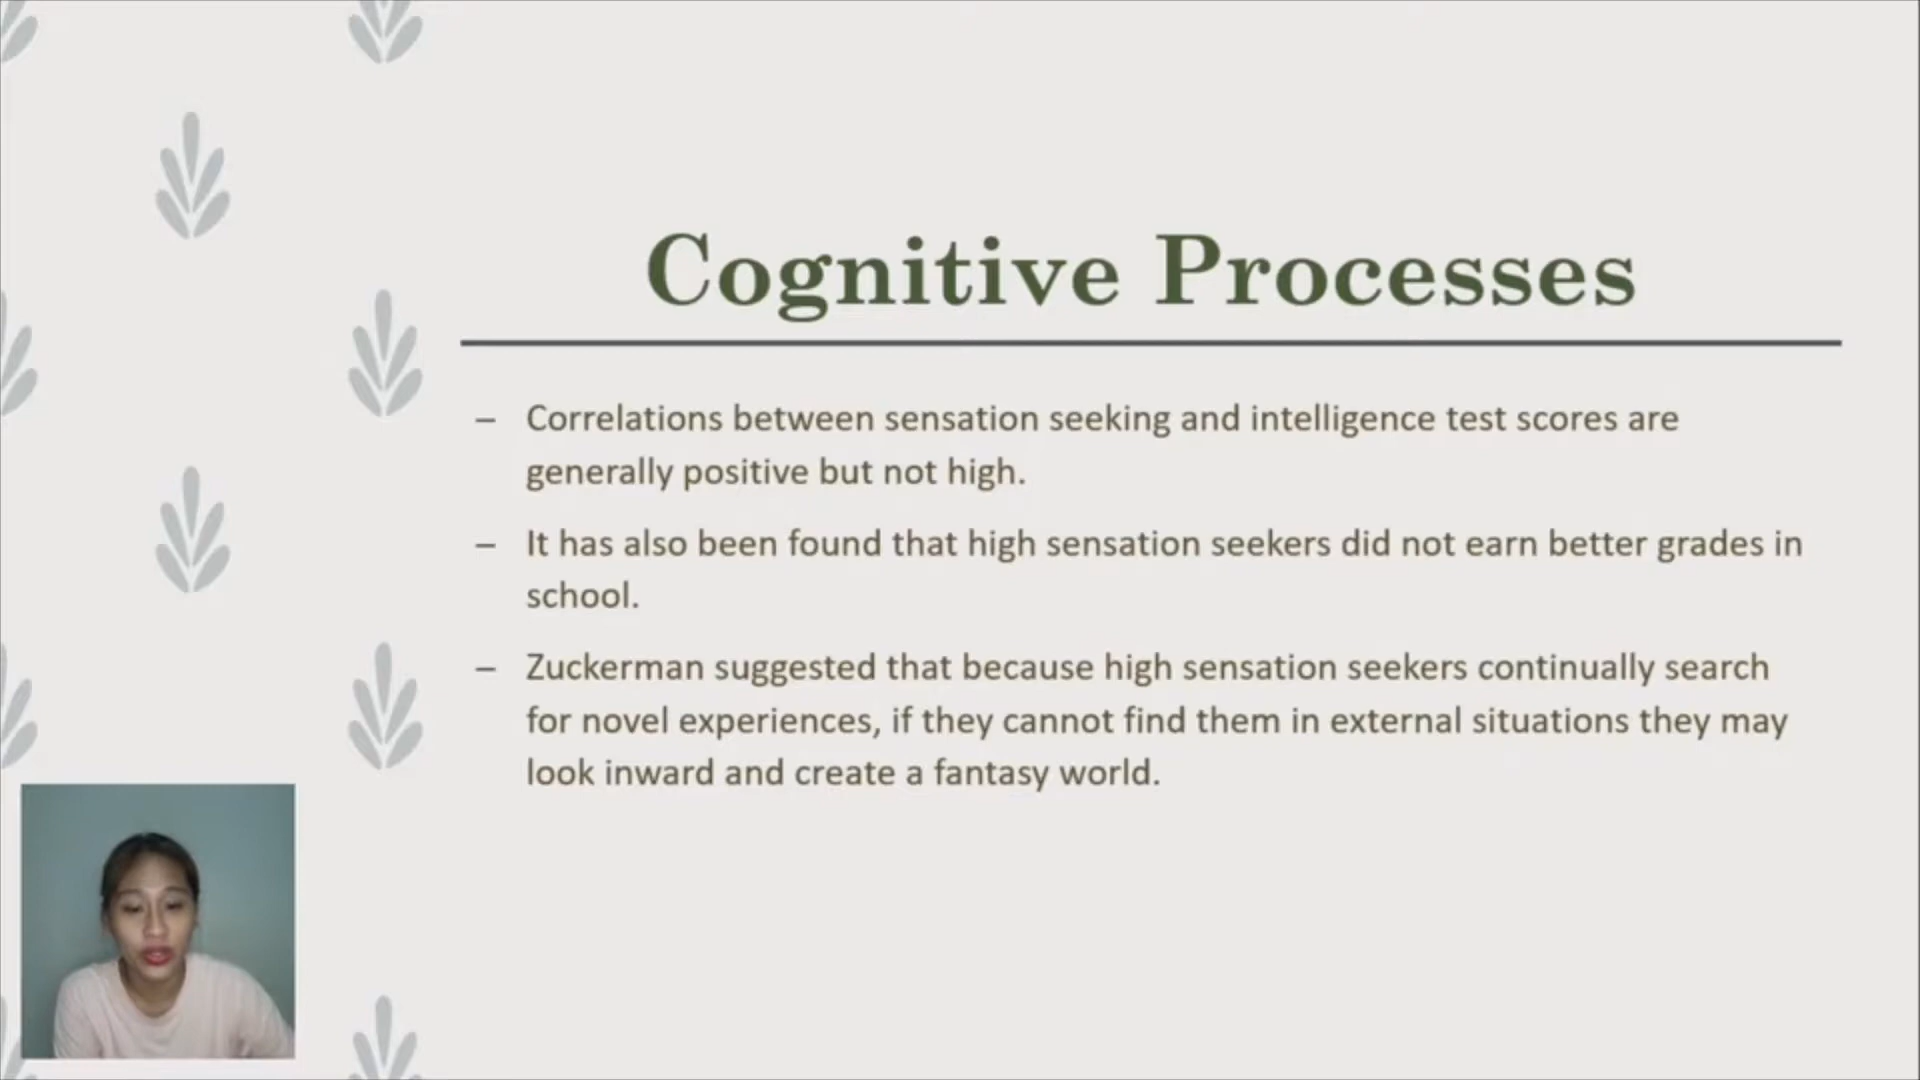 Cognitive Processes
– Correlations between sensation seeking and intelligence test scores are
generally positive but not high.
– It has also been found that high sensation seekers did not earn better grades in
school.
– Zuckerman suggested that because high sensation seekers continually search
for novel experiences, if they cannot find them in external situations they may
look inward and create a fantasy world.